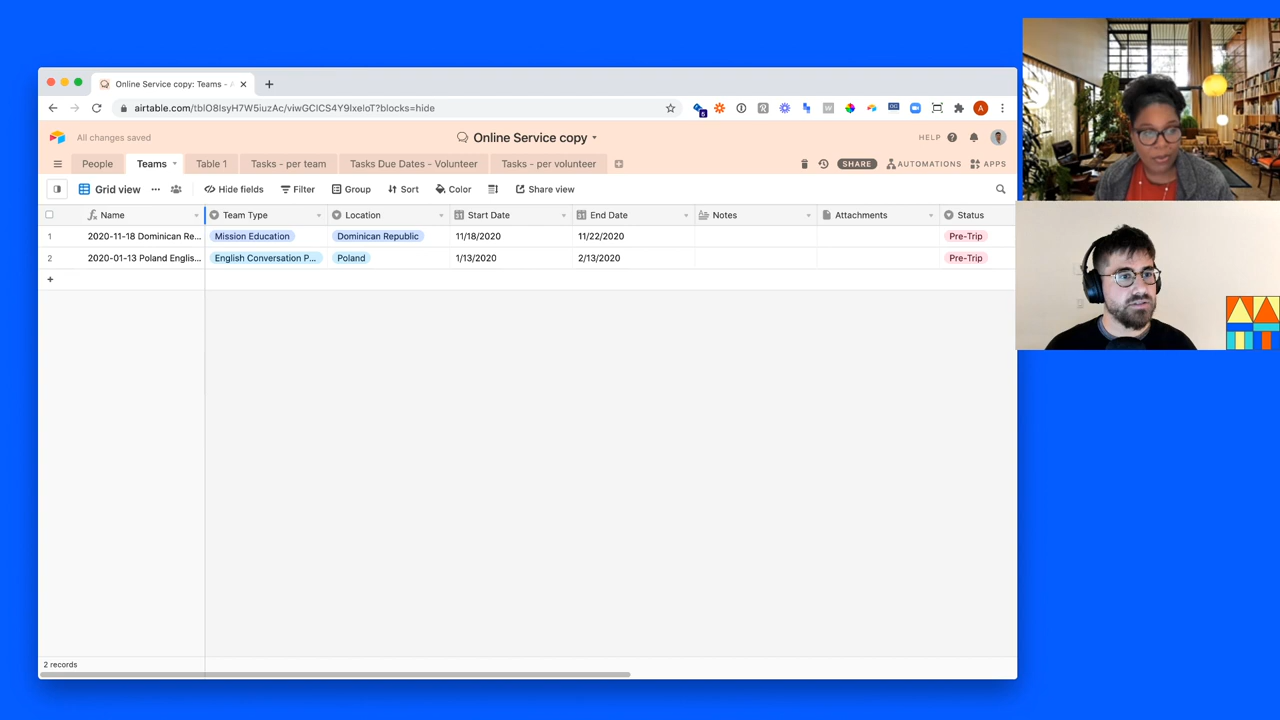 Online Service copy: Teams - A
airtable.com/tblO8IsyH7W5iuzAc/viwGCICS4Y9IxeloT?blocks=hide
5
All changes saved
Online Service copy
HELP
People
Teams
Table 1
Tasks - per team
Tasks Due Dates - Volunteer
Tasks - per volunteer
SHARE
AUTOMATIONS
APPS
Grid view
Hide fields
Filter
Group
Sort
Color
Share view
Name
Team Type
Location
Start Date
End Date
Notes
Attachments
Status
1 2020-11-18 Dominican Re... Mission Education Dominican Republic 11/18/2020 11/22/2020 Pre-Trip
2 2020-01-13 Poland Englis... English Conversation P... Poland 1/13/2020 2/13/2020 Pre-Trip
+
2 records